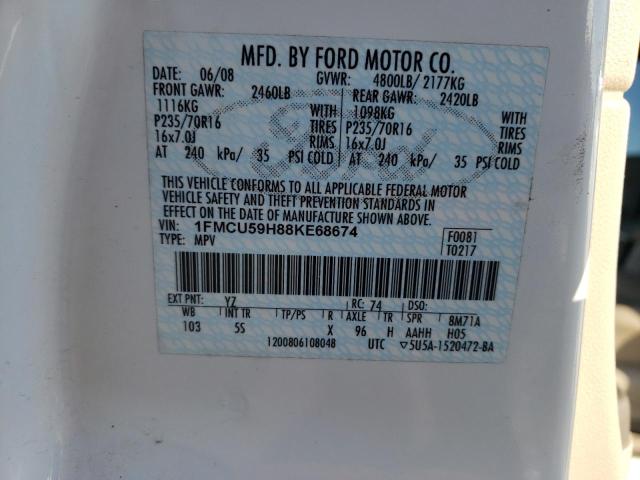 MFD. BY FORD MOTOR CO.
DATE: 06/08 GVWR: 4800LB/ 2177KG
FRONT GAWR: 2460LB REAR GAWR: 2420LB
1116KG WITH 1098KG WITH
P235/70R16 TIRES P235/70R16 TIRES
16x7.0J RIMS 16x7.0J RIMS
AT 240 kPa/ 35 PSI COLD AT 240 kPa/ 35 PSI COLD
Ford
THIS VEHICLE CONFORMS TO ALL APPLICABLE FEDERAL MOTOR
VEHICLE SAFETY AND THEFT PREVENTION STANDARDS IN
EFFECT ON THE DATE OF MANUFACTURE SHOWN ABOVE.
VIN: 1FMCU59H88KE68674 F0081
TYPE: MPV T0217
EXT PNT: YZ RC: 74 DSO:
WB INT TR TP/PS R AXLE TR SPR 8M71A
103 5S X 96 H AAHH H05
1200806108048 UTC ▽5U5A-1520472-BA